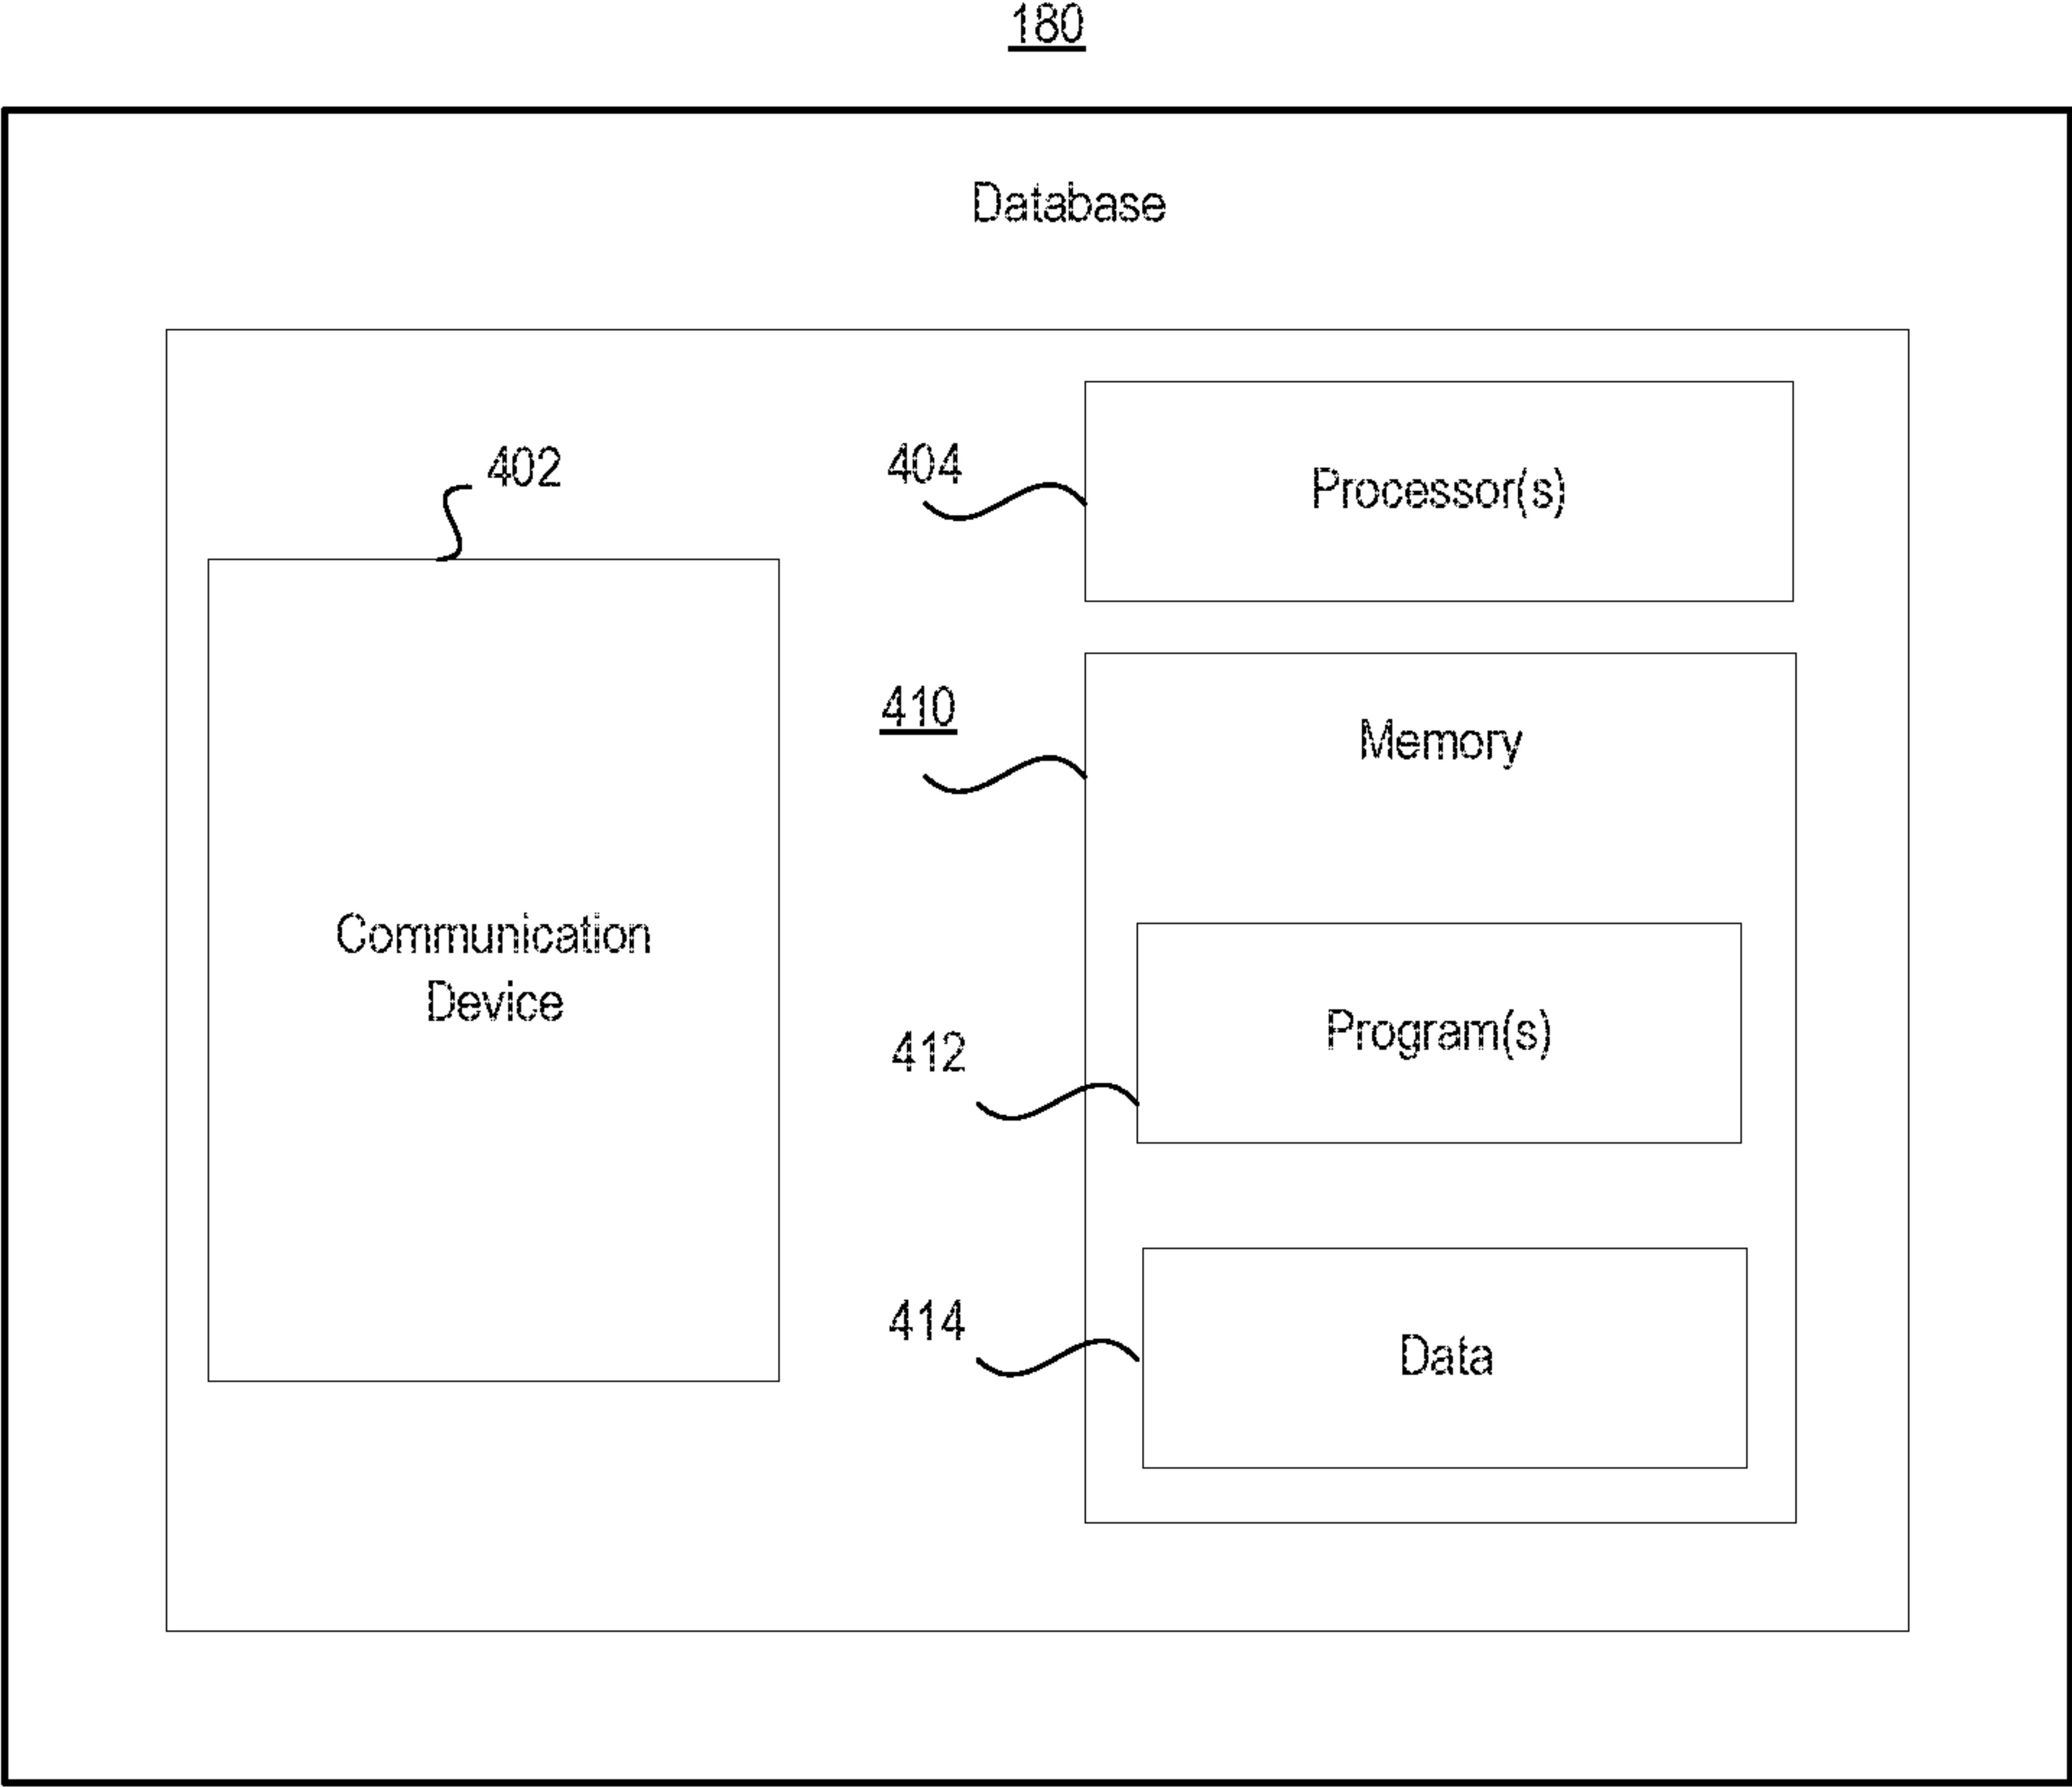 180
Database
402
404
Processor(s)
410
Memory
Communication
Device
412
Program(s)
414
Data